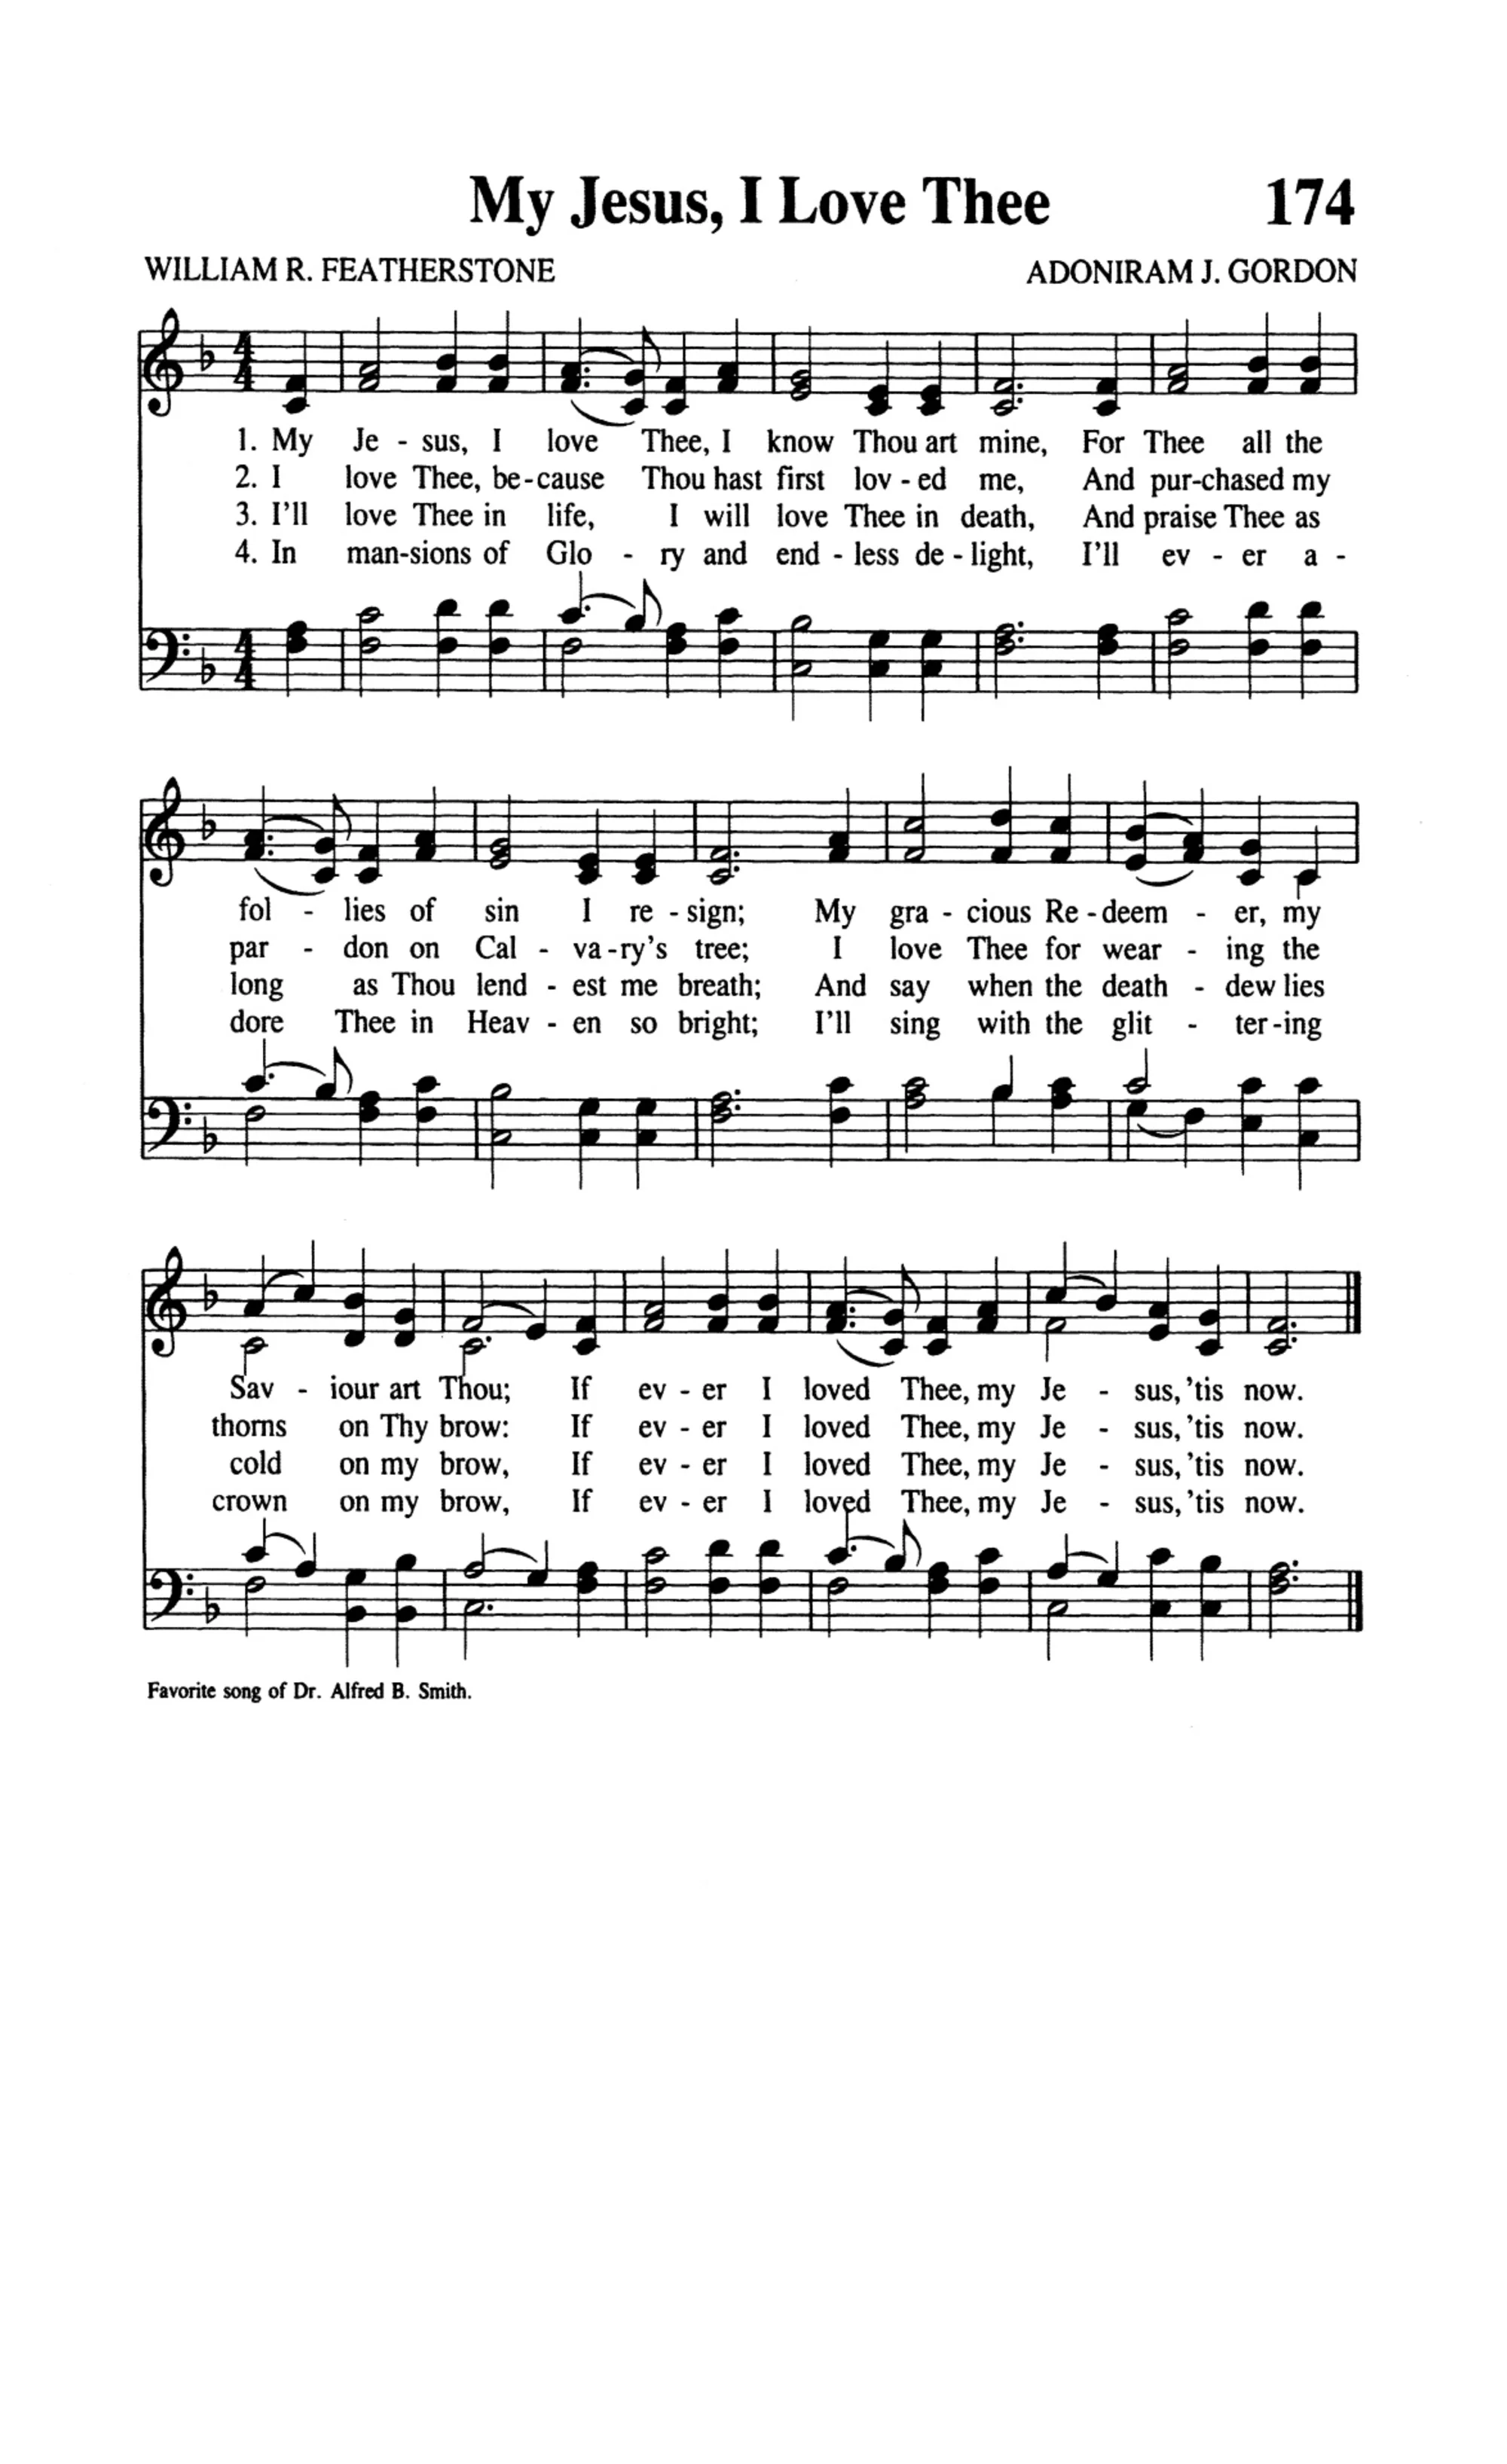 My Jesus, I Love Thee 174
WILLIAM R. FEATHERSTONE ADONIRAM J. GORDON
1. My Je - sus, I love Thee, I know Thou art mine, For Thee all the
2. I love Thee, be-cause Thou hast first lov - ed me, And pur-chased my
3. I'll love Thee in life, I will love Thee in death, And praise Thee as
4. In man-sions of Glo - ry and end - less de - light, I'll ev - er a -
fol - lies of sin I re - sign; My gra - cious Re - deem - er, my
par - don on Cal - va - ry's tree; I love Thee for wear - ing the
long as Thou lend - est me breath; And say when the death - dew lies
dore Thee in Heav - en so bright; I'll sing with the glit - ter - ing
Sav - iour art Thou; If ev - er I loved Thee, my Je - sus, 'tis now.
thorns on Thy brow: If ev - er I loved Thee, my Je - sus, 'tis now.
cold on my brow, If ev - er I loved Thee, my Je - sus, 'tis now.
crown on my brow, If ev - er I loved Thee, my Je - sus, 'tis now.
Favorite song of Dr. Alfred B. Smith.